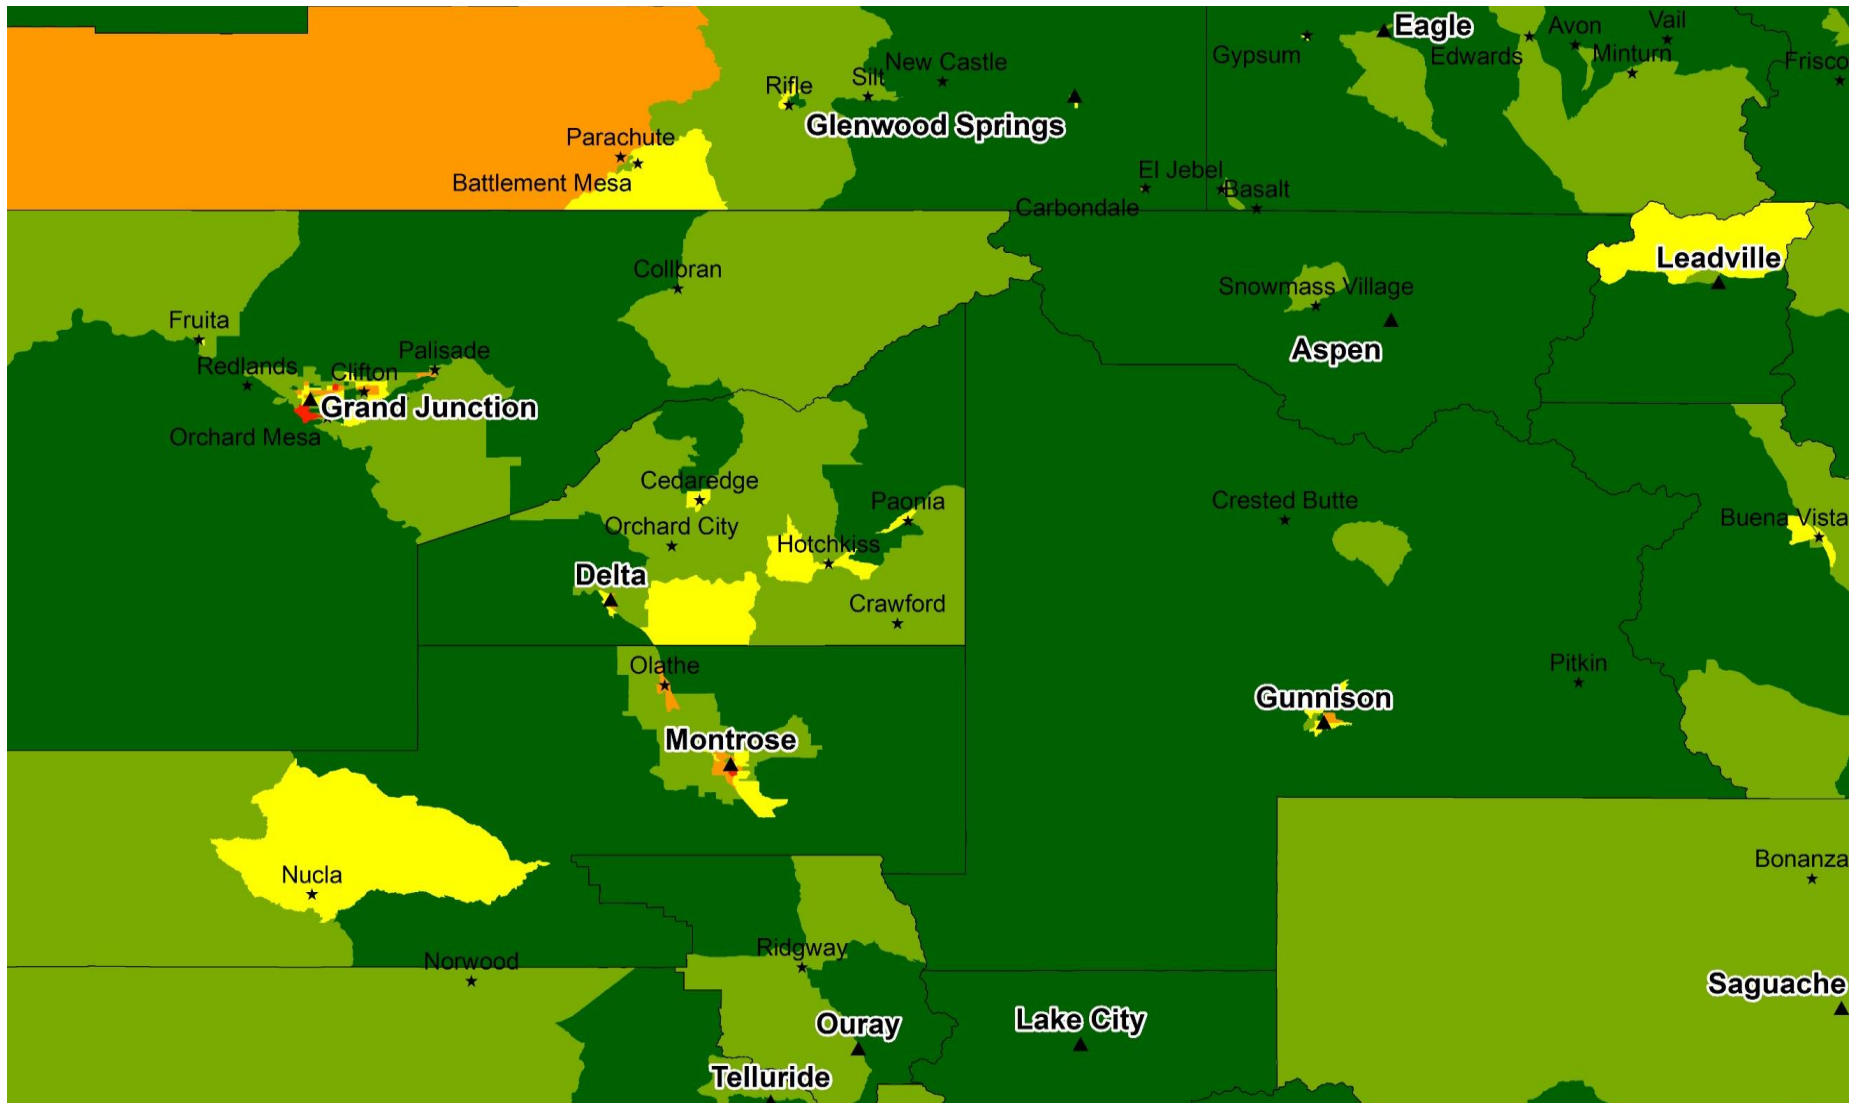 Eagle
Avon
Vail
Gypsum
Edwards
Minturn
Frisco
New Castle
Silt
Rifle
Glenwood Springs
Parachute
Battlement Mesa
El Jebel
Basalt
Carbondale
Leadville
Collbran
Snowmass Village
Aspen
Fruita
Palisade
Redlands
Clifton
Grand Junction
Orchard Mesa
Cedaredge
Paonia
Crested Butte
Orchard City
Buena Vista
Hotchkiss
Delta
Crawford
Olathe
Pitkin
Gunnison
Montrose
Bonanza
Nucla
Ridgway
Norwood
Saguache
Ouray
Lake City
Telluride